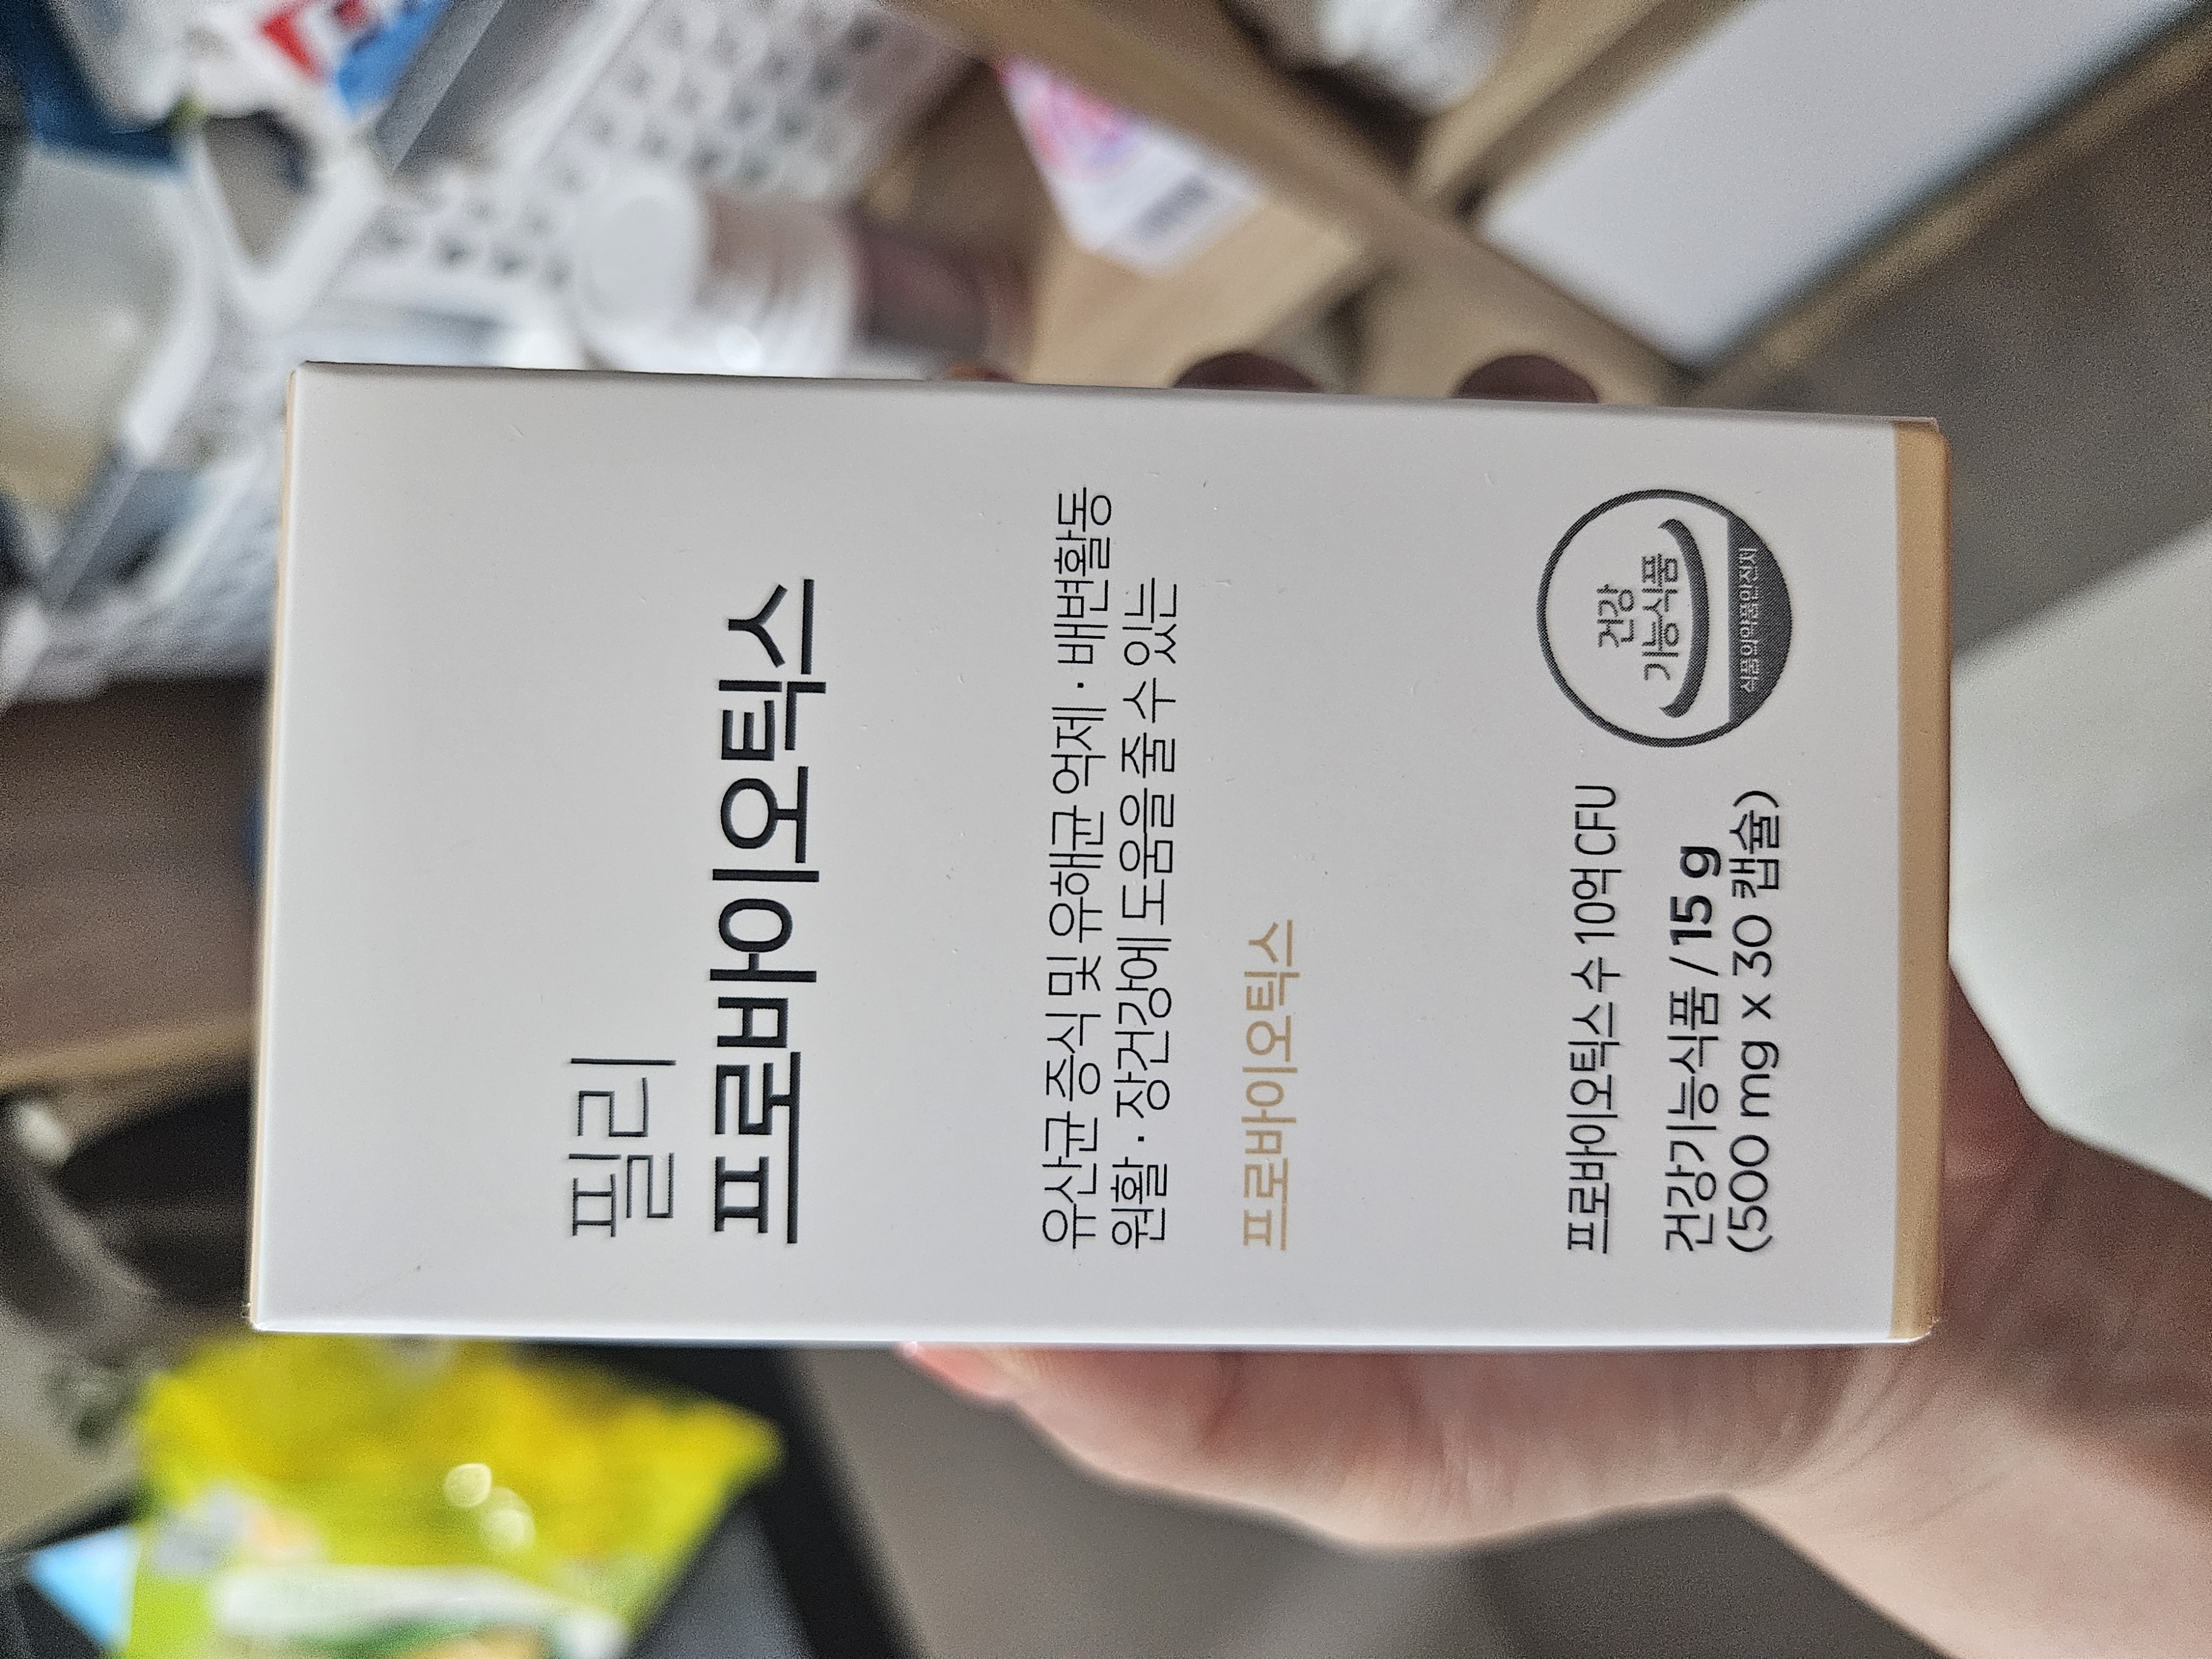 필리
프로바이오틱스
유산균 증식 및 유해균 억제 · 배변활동
원활 · 장건강에 도움을 줄 수 있는
프로바이오틱스
프로바이오틱스 수 10억 CFU
건강기능식품 / 15 g
(500 mg x 30 캡슐)
건강
기능식품
식품의약품안전처